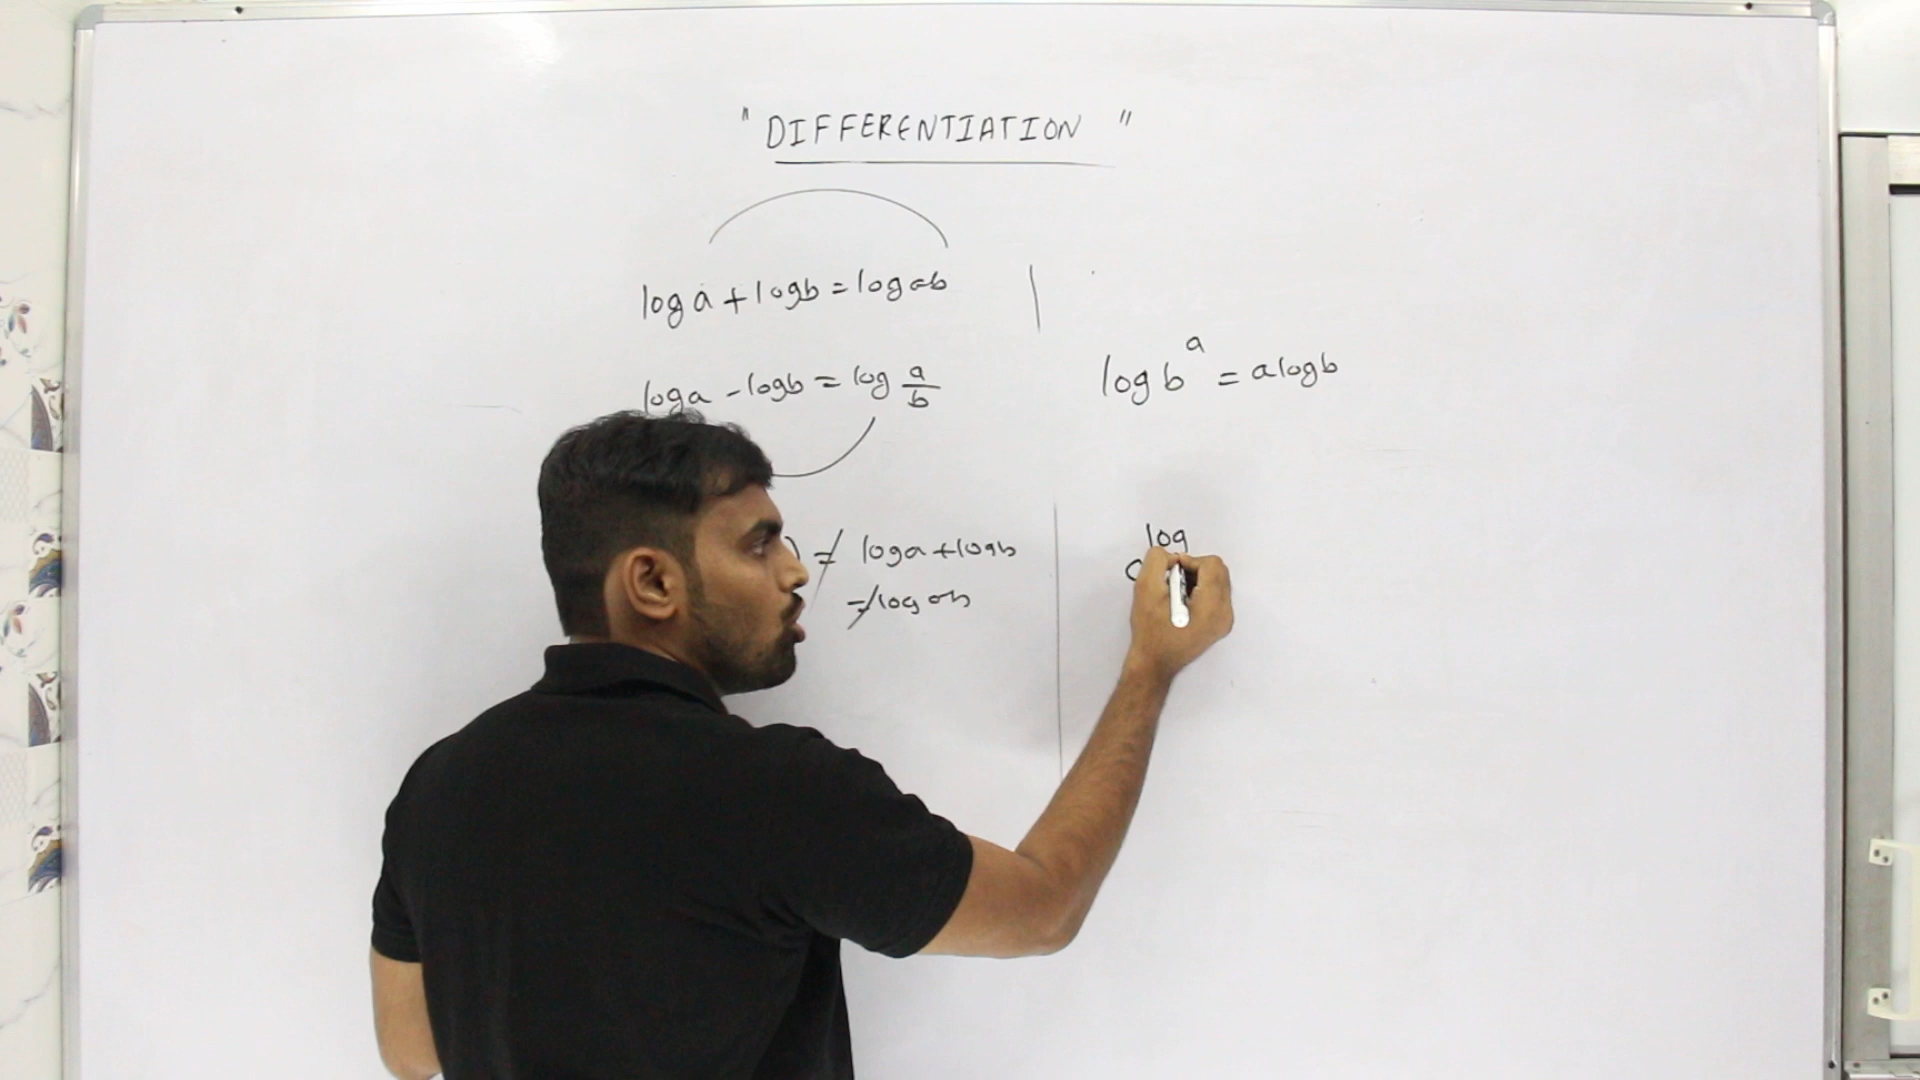 " DIFFERENTIATION "
log a + log b = log ab
log a - log b = log a/b
log b^a = a log b
) ≠ log a + log b
≠ log ab
log